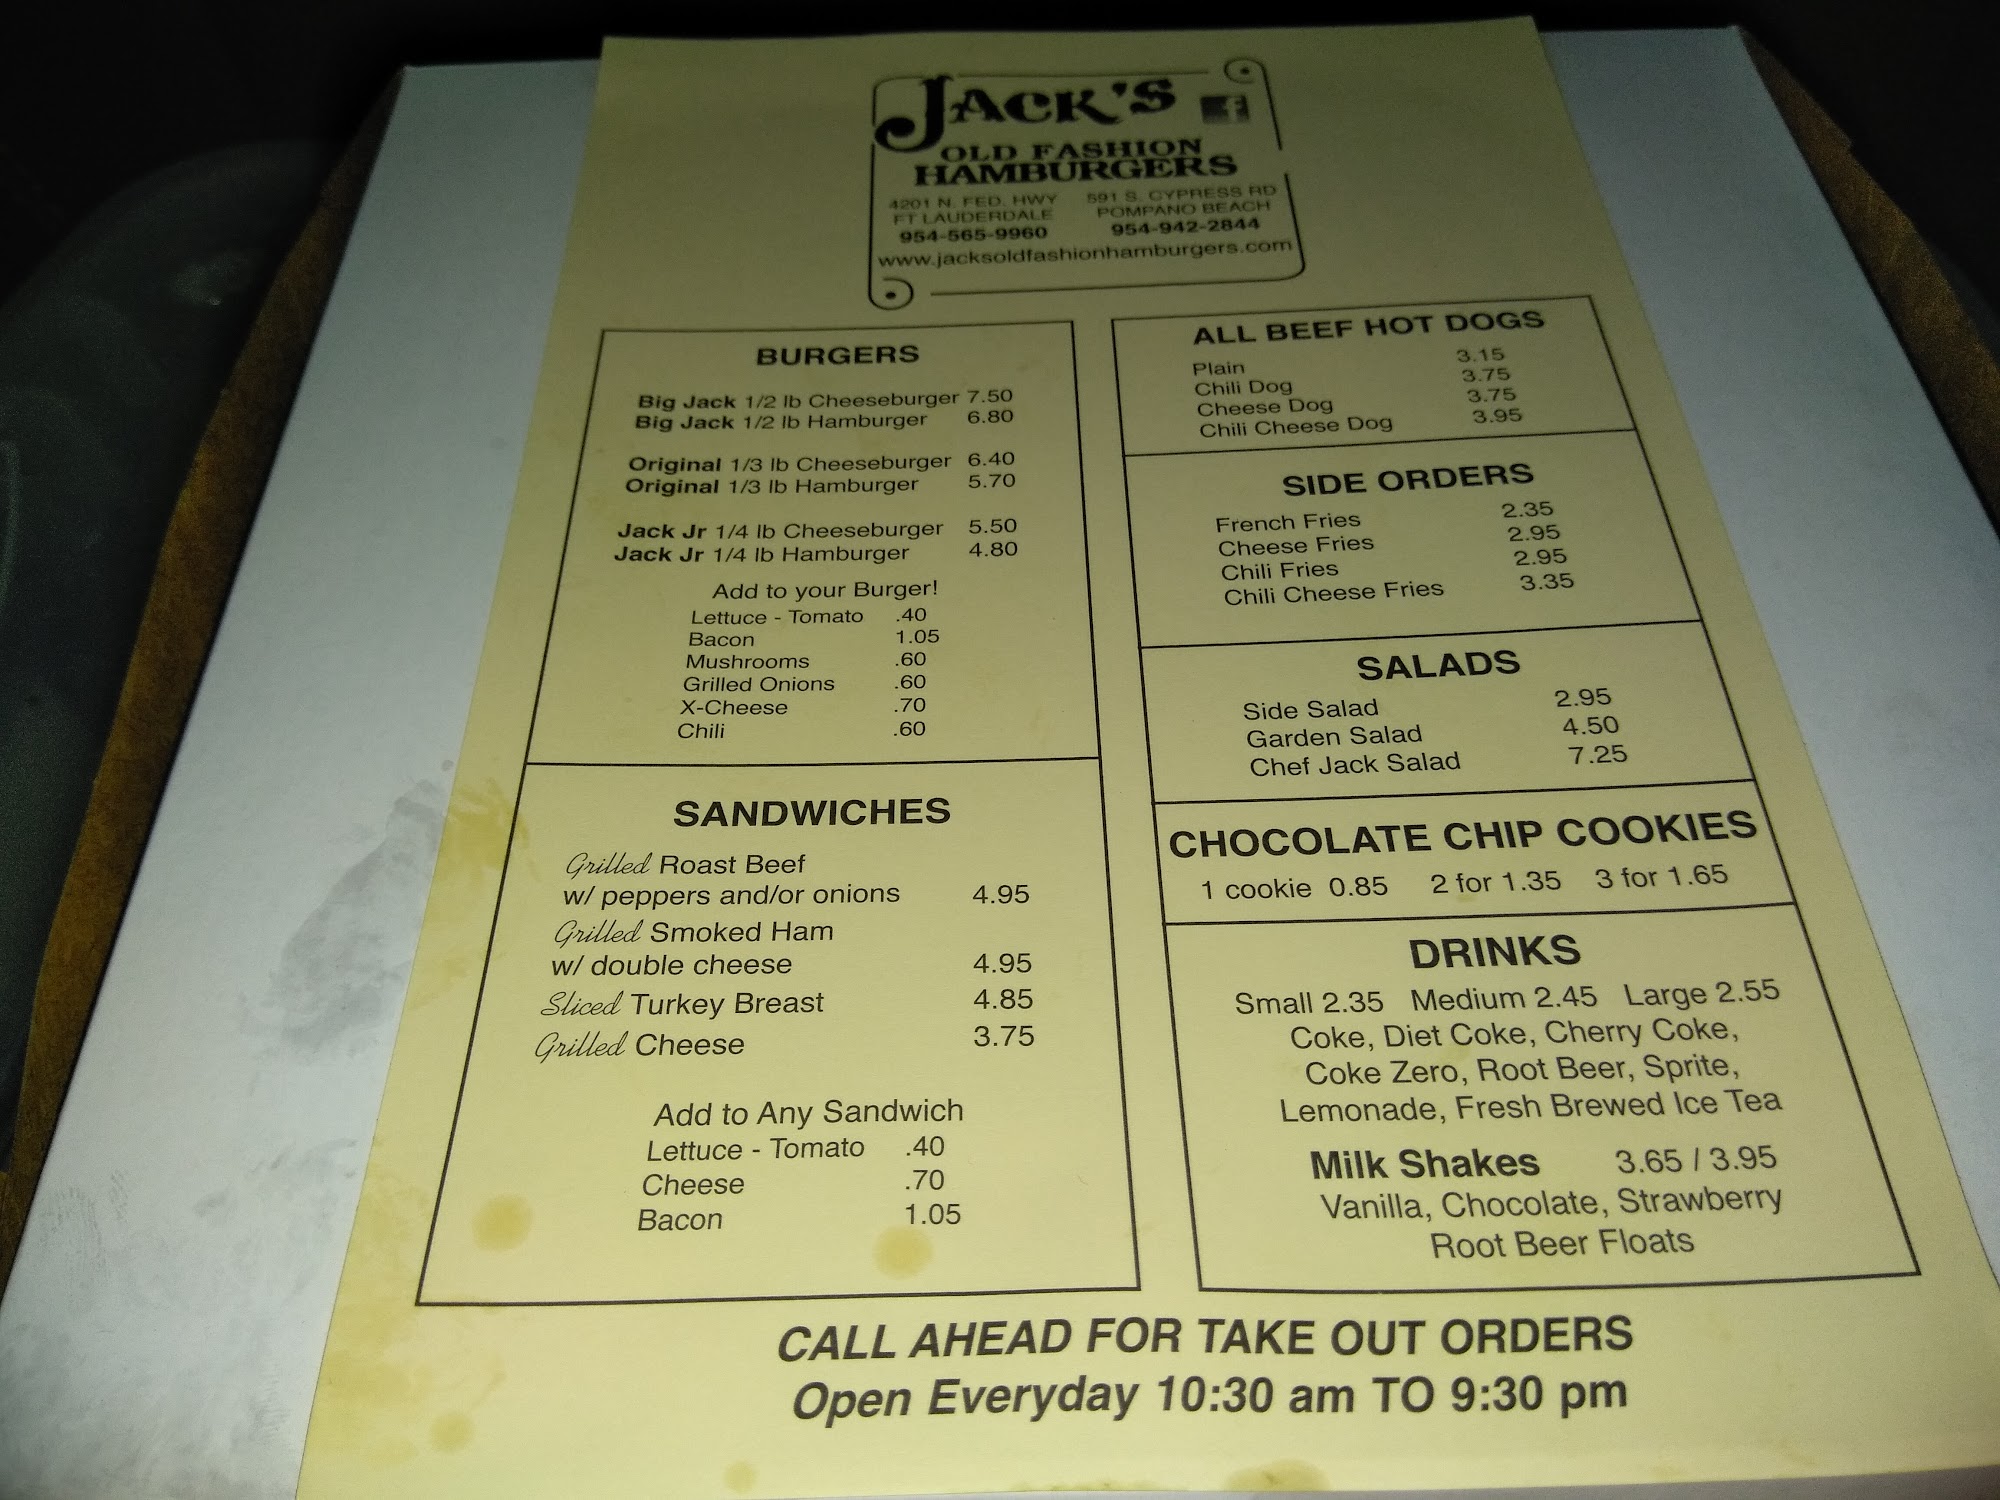 JACK'S
OLD FASHION
HAMBURGERS
4201 N. FED. HWY 591 S. CYPRESS RD
FT LAUDERDALE POMPANO BEACH
954-565-9960 954-942-2844
www.jacksoldfashionhamburgers.com
BURGERS
Big Jack 1/2 lb Cheeseburger 7.50
Big Jack 1/2 lb Hamburger 6.80
Original 1/3 lb Cheeseburger 6.40
Original 1/3 lb Hamburger 5.70
Jack Jr 1/4 lb Cheeseburger 5.50
Jack Jr 1/4 lb Hamburger 4.80
Add to your Burger!
Lettuce - Tomato .40
Bacon 1.05
Mushrooms .60
Grilled Onions .60
X-Cheese .70
Chili .60
SANDWICHES
Grilled Roast Beef
w/ peppers and/or onions 4.95
Grilled Smoked Ham
w/ double cheese 4.95
Sliced Turkey Breast 4.85
Grilled Cheese 3.75
Add to Any Sandwich
Lettuce - Tomato .40
Cheese .70
Bacon 1.05
ALL BEEF HOT DOGS
Plain 3.15
Chili Dog 3.75
Cheese Dog 3.75
Chili Cheese Dog 3.95
SIDE ORDERS
French Fries 2.35
Cheese Fries 2.95
Chili Fries 2.95
Chili Cheese Fries 3.35
SALADS
Side Salad 2.95
Garden Salad 4.50
Chef Jack Salad 7.25
CHOCOLATE CHIP COOKIES
1 cookie 0.85 2 for 1.35 3 for 1.65
DRINKS
Small 2.35 Medium 2.45 Large 2.55
Coke, Diet Coke, Cherry Coke,
Coke Zero, Root Beer, Sprite,
Lemonade, Fresh Brewed Ice Tea
Milk Shakes 3.65 / 3.95
Vanilla, Chocolate, Strawberry
Root Beer Floats
CALL AHEAD FOR TAKE OUT ORDERS
Open Everyday 10:30 am TO 9:30 pm